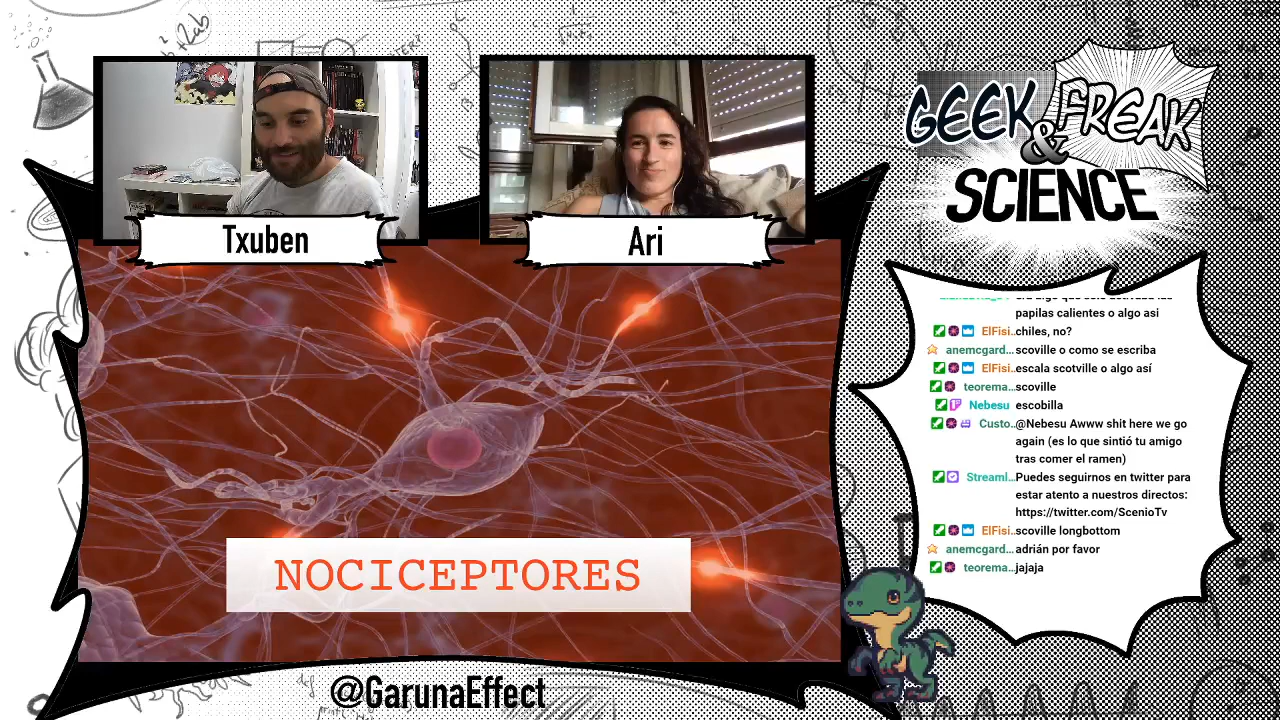 GEEK
&
FREAK
SCIENCE
Txuben
Ari
NOCICEPTORES
@GarunaEffect
papilas calientes o algo asi
ElFisi.. chiles, no?
anemcgard... scoville o como se escriba
ElFisi.. escala scotville o algo así
teorema... scoville
Nebesu escobilla
Custo.. @Nebesu Awww shit here we go
again (es lo que sintió tu amigo
tras comer el ramen)
Streaml... Puedes seguirnos en twitter para
estar atento a nuestros directos:
https://twitter.com/ScenioTv
ElFisi.. scoville longbottom
anemcgard... adrián por favor
teorema... jajaja